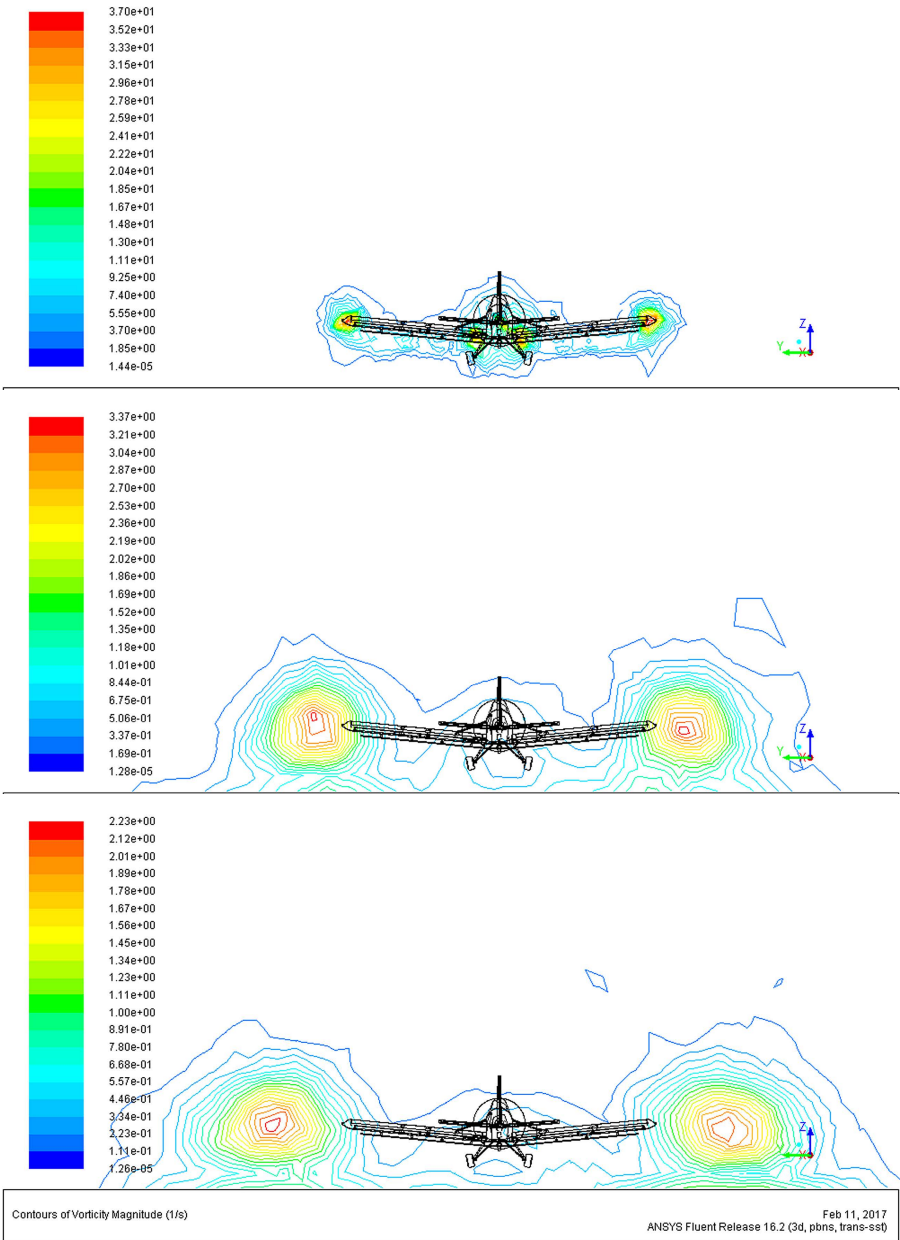 3.70e+01
3.52e+01
3.33e+01
3.15e+01
2.96e+01
2.78e+01
2.59e+01
2.41e+01
2.22e+01
2.04e+01
1.85e+01
1.67e+01
1.48e+01
1.30e+01
1.11e+01
9.25e+00
7.40e+00
5.55e+00
3.70e+00
1.85e+00
1.44e-05
Z
Y
X
3.37e+00
3.21e+00
3.04e+00
2.87e+00
2.70e+00
2.53e+00
2.36e+00
2.19e+00
2.02e+00
1.86e+00
1.69e+00
1.52e+00
1.35e+00
1.18e+00
1.01e+00
8.44e-01
6.75e-01
5.06e-01
3.37e-01
1.69e-01
1.28e-05
Z
Y
X
2.23e+00
2.12e+00
2.01e+00
1.89e+00
1.78e+00
1.67e+00
1.56e+00
1.45e+00
1.34e+00
1.23e+00
1.11e+00
1.00e+00
8.91e-01
7.80e-01
6.68e-01
5.57e-01
4.46e-01
3.34e-01
2.23e-01
1.11e-01
1.26e-05
Z
X
Contours of Vorticity Magnitude (1/s)
Feb 11, 2017
ANSYS Fluent Release 16.2 (3d, pbns, trans-sst)